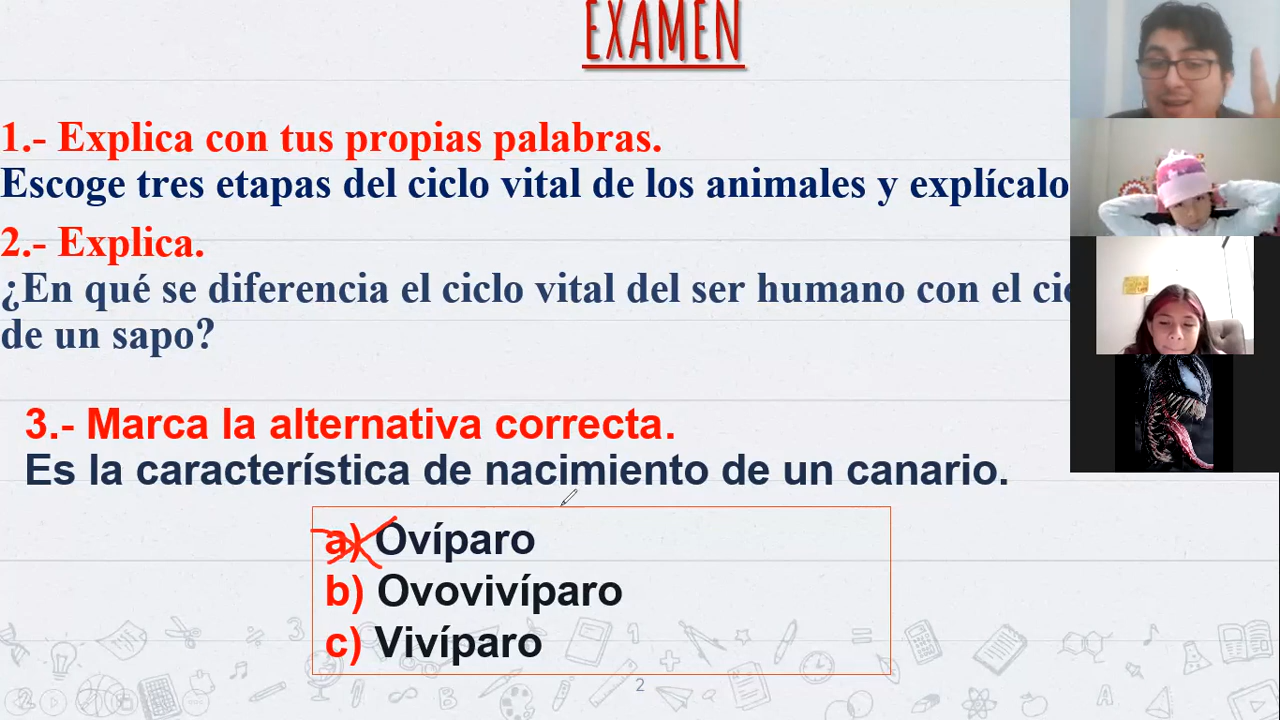 EXAMEN
1.- Explica con tus propias palabras.
Escoge tres etapas del ciclo vital de los animales y explícalo
2.- Explica.
¿En qué se diferencia el ciclo vital del ser humano con el
de un sapo?
3.- Marca la alternativa correcta.
Es la característica de nacimiento de un canario.
a) Ovíparo
b) Ovovivíparo
c) Vivíparo
2